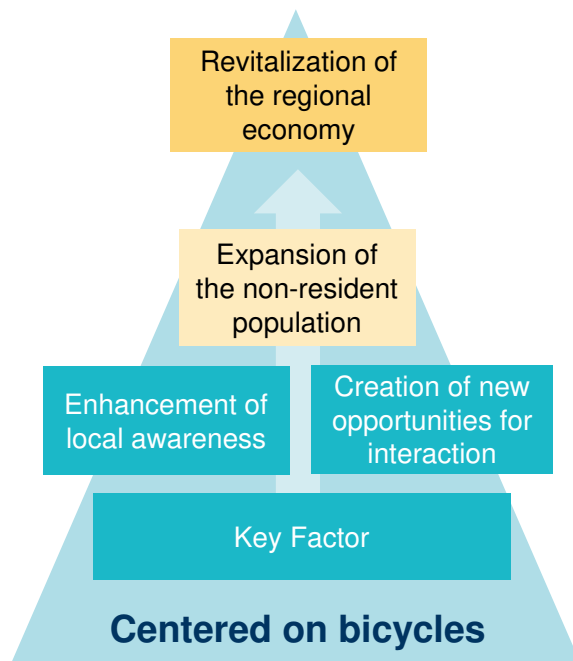 Revitalization of
the regional
economy
Expansion of
the non-resident
population
Enhancement of
local awareness
Creation of new
opportunities for
interaction
Key Factor
Centered on bicycles